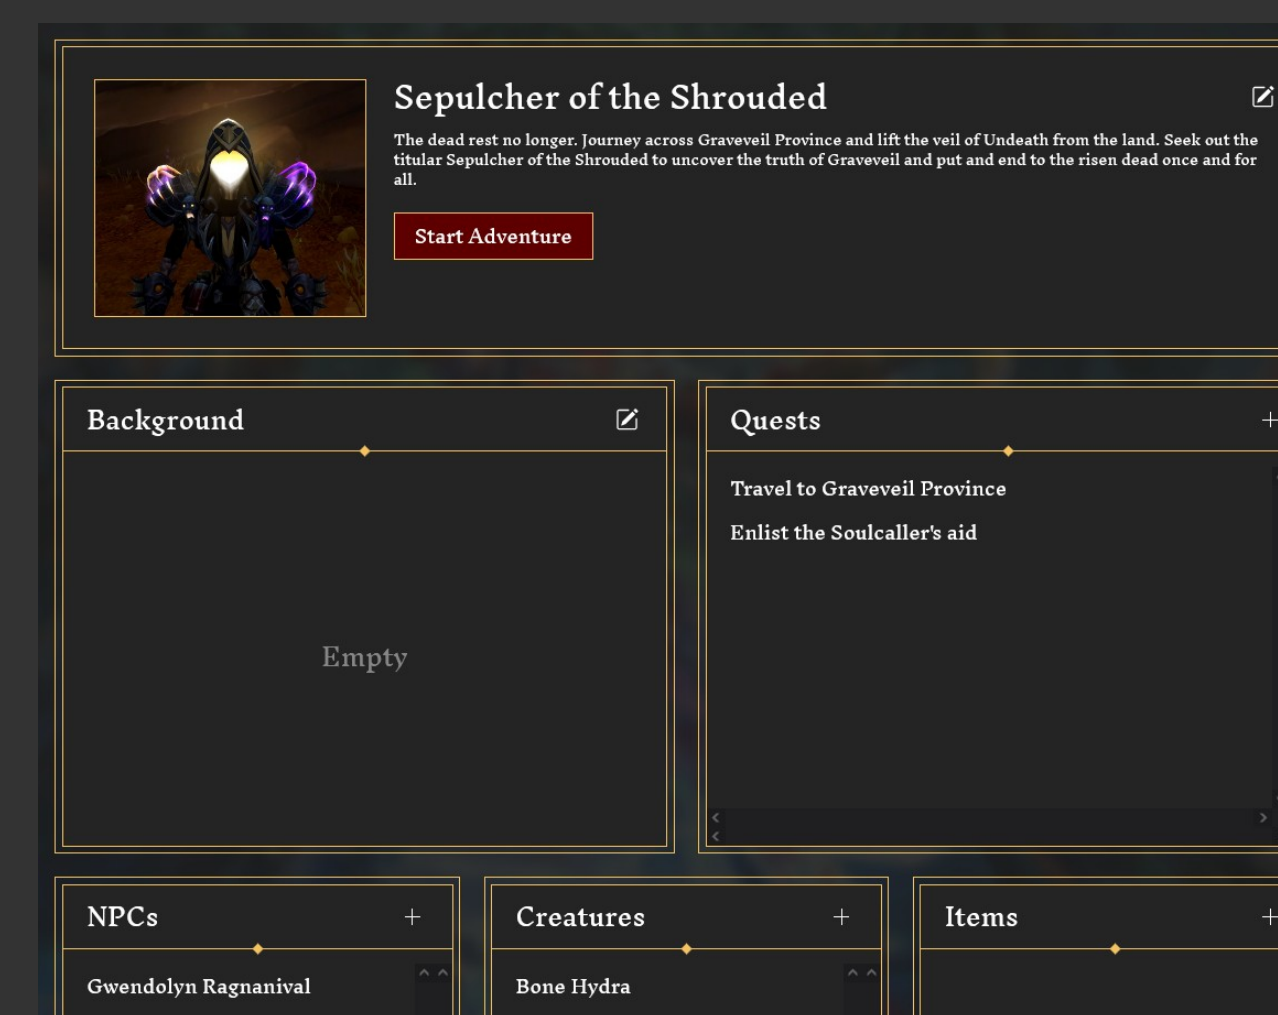 Sepulcher of the Shrouded
The dead rest no longer. Journey across Graveveil Province and lift the veil of Undeath from the land. Seek out the
titular Sepulcher of the Shrouded to uncover the truth of Graveveil and put and end to the risen dead once and for
all.
Start Adventure
Background
Empty
Quests
Travel to Graveveil Province
Enlist the Soulcaller's aid
NPCs
Gwendolyn Ragnanival
Creatures
Bone Hydra
Items